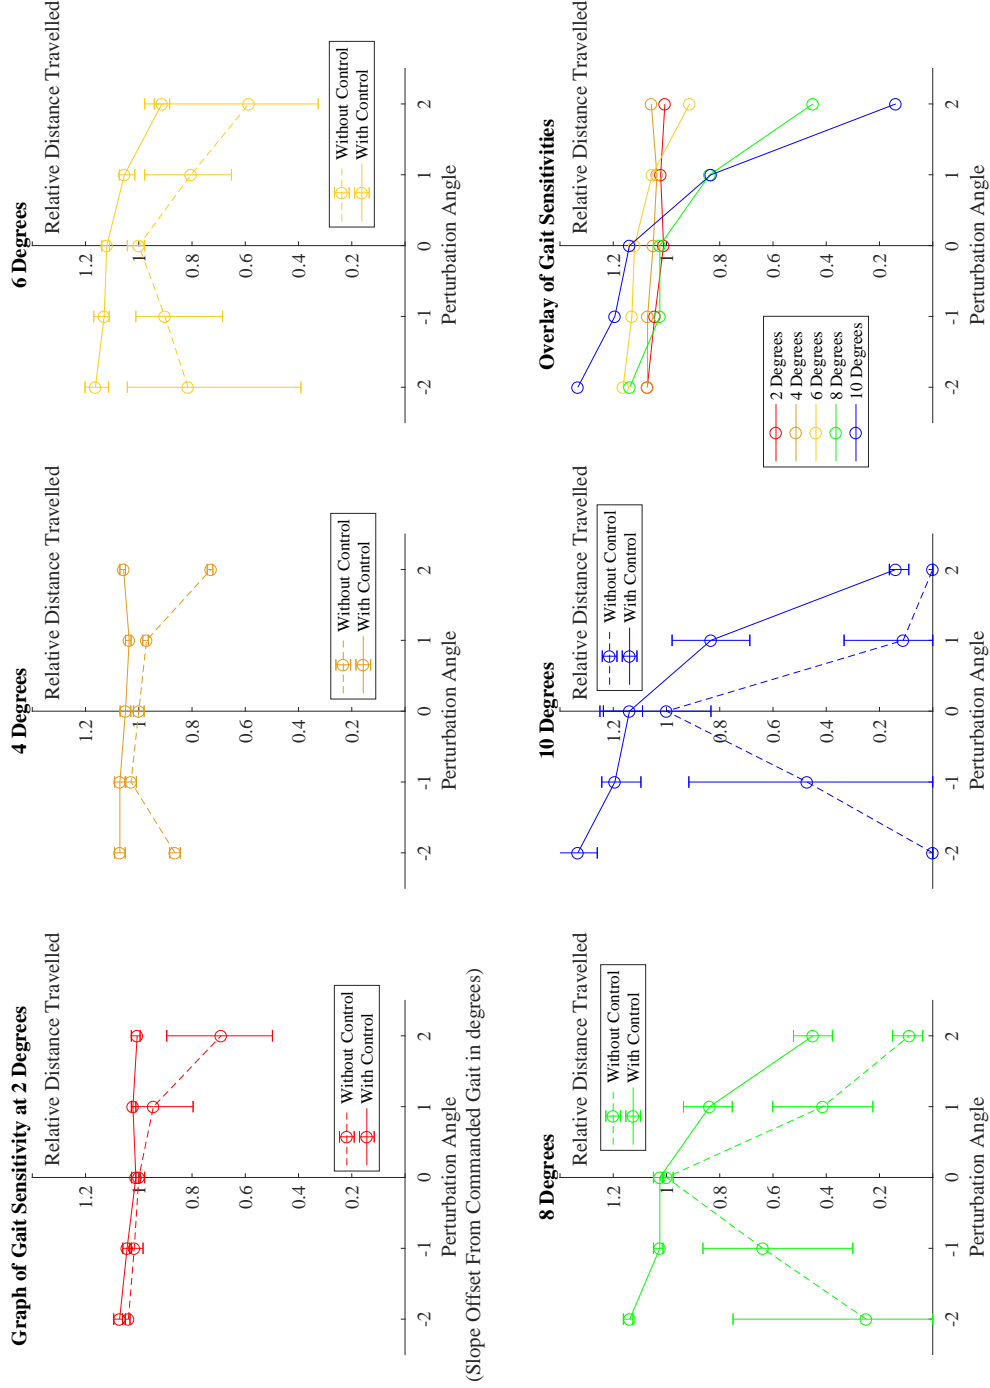 Graph of Gait Sensitivity at 2 Degrees
Relative Distance Travelled
1.2
1
0.8
0.6
0.4
0.2
-2 -1 0 1 2
Perturbation Angle
(Slope Offset From Commanded Gait in degrees)
Without Control
With Control
4 Degrees
Relative Distance Travelled
1.2
1
0.8
0.6
0.4
0.2
-2 -1 0 1 2
Perturbation Angle
Without Control
With Control
6 Degrees
Relative Distance Travelled
1.2
1
0.8
0.6
0.4
0.2
-2 -1 0 1 2
Perturbation Angle
Without Control
With Control
8 Degrees
Relative Distance Travelled
1.2
1
0.8
0.6
0.4
0.2
-2 -1 0 1 2
Perturbation Angle
Without Control
With Control
10 Degrees
Relative Distance Travelled
1.2
1
0.8
0.6
0.4
0.2
-2 -1 0 1 2
Perturbation Angle
Without Control
With Control
Overlay of Gait Sensitivities
Relative Distance Travelled
1.2
1
0.8
0.6
0.4
0.2
-2 -1 0 1 2
Perturbation Angle
2 Degrees
4 Degrees
6 Degrees
8 Degrees
10 Degrees